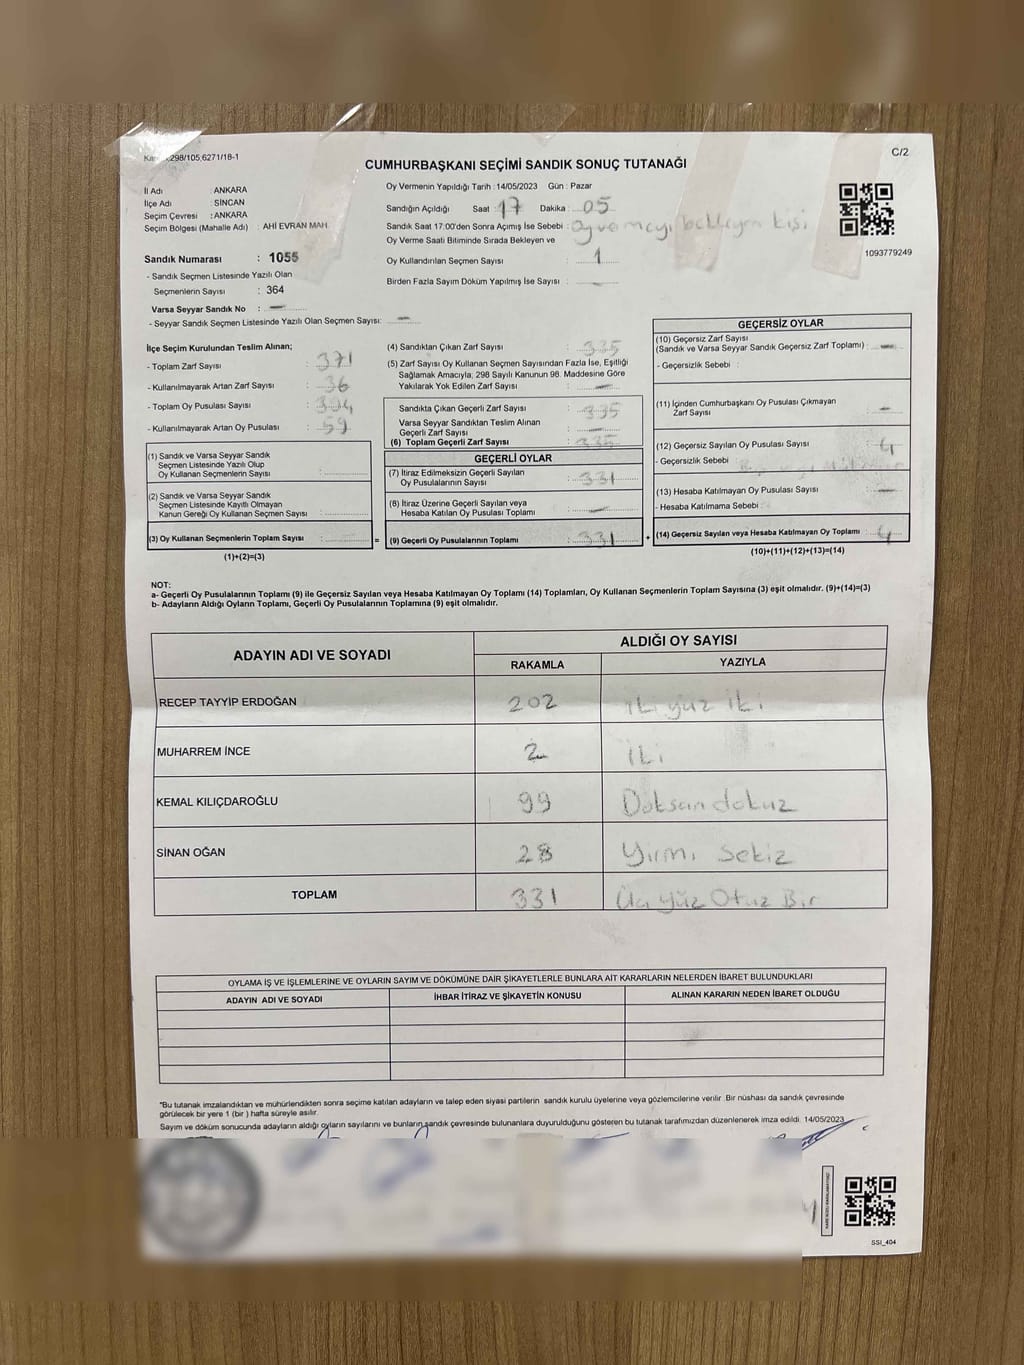 298/105;6271/18-1
C/2
CUMHURBAŞKANI SEÇİMİ SANDIK SONUÇ TUTANAĞI
İl Adı : ANKARA
İlçe Adı : SİNCAN
Seçim Çevresi : ANKARA
Seçim Bölgesi (Mahalle Adı) : AHİ EVRAN MAH
Sandık Numarası : 1055
- Sandık Seçmen Listesinde Yazılı Olan
Seçmenlerin Sayısı : 364
Varsa Seyyar Sandık No : —
- Seyyar Sandık Seçmen Listesinde Yazılı Olan Seçmen Sayısı: —
Oy Vermenin Yapıldığı Tarih : 14/05/2023 Gün : Pazar
Sandığın Açıldığı Saat : 17 Dakika : 05
Sandık Saat 17:00'den Sonra Açımış İse Sebebi : oy vermeyi bekleyen kişi
Oy Verme Saati Bitiminde Sırada Bekleyen ve
Oy Kullandırılan Seçmen Sayısı : 1
Birden Fazla Sayım Döküm Yapılmış İse Sayısı : —
1093779249
İlçe Seçim Kurulundan Teslim Alınan;
- Toplam Zarf Sayısı : 371
- Kullanılmayarak Artan Zarf Sayısı : 36
- Toplam Oy Pusulası Sayısı : 394
- Kullanılmayarak Artan Oy Pusulası : 59
(1) Sandık ve Varsa Seyyar Sandık
Seçmen Listesinde Yazılı Olup
Oy Kullanan Seçmenlerin Sayısı :
(2) Sandık ve Varsa Seyyar Sandık
Seçmen Listesinde Kayıtlı Olmayan
Kanun Gereği Oy Kullanan Seçmen Sayısı :
(3) Oy Kullanan Seçmenlerin Toplam Sayısı :
(1)+(2)=(3)
(4) Sandıktan Çıkan Zarf Sayısı : 335
(5) Zarf Sayısı Oy Kullanan Seçmen Sayısından Fazla İse, Eşitliği
Sağlamak Amacıyla; 298 Sayılı Kanunun 98. Maddesine Göre
Yakılarak Yok Edilen Zarf Sayısı : —
Sandıkta Çıkan Geçerli Zarf Sayısı : 335
Varsa Seyyar Sandıktan Teslim Alınan
Geçerli Zarf Sayısı : —
(6) Toplam Geçerli Zarf Sayısı : 335
GEÇERLİ OYLAR
(7) İtiraz Edilmeksizin Geçerli Sayılan
Oy Pusulalarının Sayısı : 331
(8) İtiraz Üzerine Geçerli Sayılan veya
Hesaba Katılan Oy Pusulası Toplamı : —
= (9) Geçerli Oy Pusulalarının Toplamı : 331
GEÇERSİZ OYLAR
(10) Geçersiz Zarf Sayısı
(Sandık ve Varsa Seyyar Sandık Geçersiz Zarf Toplamı) : —
- Geçersizlik Sebebi :
(11) İçinden Cumhurbaşkanı Oy Pusulası Çıkmayan
Zarf Sayısı : —
(12) Geçersiz Sayılan Oy Pusulası Sayısı : 4
- Geçersizlik Sebebi :
(13) Hesaba Katılmayan Oy Pusulası Sayısı : —
- Hesaba Katılmama Sebebi :
+ (14) Geçersiz Sayılan veya Hesaba Katılmayan Oy Toplamı : 4
(10)+(11)+(12)+(13)=(14)
NOT:
a- Geçerli Oy Pusulalarının Toplamı (9) ile Geçersiz Sayılan veya Hesaba Katılmayan Oy Toplamı (14) Toplamları, Oy Kullanan Seçmenlerin Toplam Sayısına (3) eşit olmalıdır. (9)+(14)=(3)
b- Adayların Aldığı Oyların Toplamı, Geçerli Oy Pusulalarının Toplamına (9) eşit olmalıdır.
ADAYIN ADI VE SOYADI ALDIĞI OY SAYISI
RAKAMLA YAZIYLA
RECEP TAYYİP ERDOĞAN 202 iki yüz iki
MUHARREM İNCE 2 iki
KEMAL KILIÇDAROĞLU 99 Doksan dokuz
SİNAN OĞAN 28 Yirmi Sekiz
TOPLAM 331 Üç yüz Otuz Bir
OYLAMA İŞ VE İŞLEMLERİNE VE OYLARIN SAYIM VE DÖKÜMÜNE DAİR ŞİKAYETLERLE BUNLARA AİT KARARLARIN NELERDEN İBARET BULUNDUKLARI
ADAYIN ADI VE SOYADI İHBAR İTİRAZ VE ŞİKAYETİN KONUSU ALINAN KARARIN NEDEN İBARET OLDUĞU
*Bu tutanak imzalandıktan ve mühürlendikten sonra seçime katılan adayların ve talep eden siyasi partilerin sandık kurulu üyelerine veya gözlemcilerine verilir .Bir nüshası da sandık çevresinde
görülecek bir yere 1 (bir ) hafta süreyle asılır.
Sayım ve döküm sonucunda adayların aldığı oyların sayılarını ve bunların sandık çevresinde bulunanlara duyurulduğunu gösteren bu tutanak tarafımızdan düzenlenerek imza edildi. 14/05/2023
SSI_404